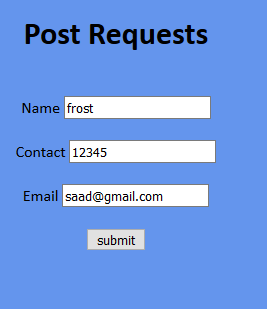 Post Requests
Name frost
Contact 12345
Email saad@gmail.com
submit